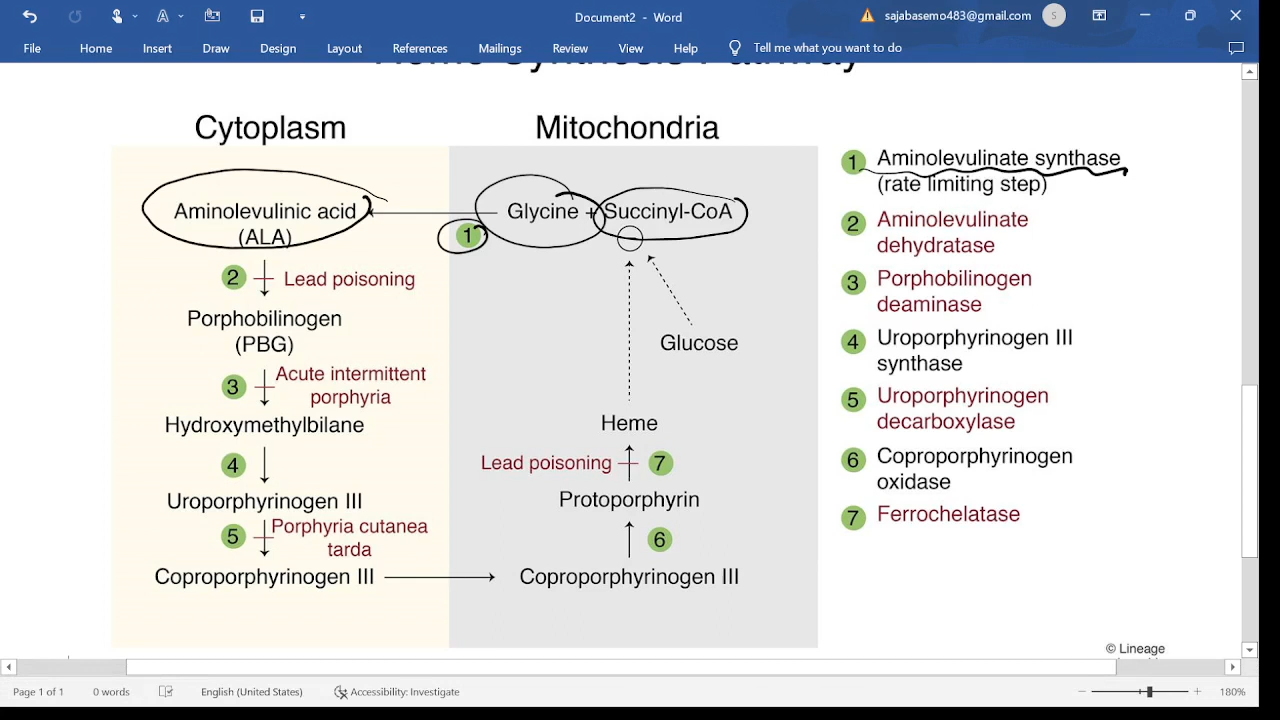 Document2 - Word
sajabasemo483@gmail.com
S
File Home Insert Draw Design Layout References Mailings Review View Help Tell me what you want to do
Heme Synthesis Pathway
Cytoplasm
Mitochondria
Aminolevulinic acid
(ALA)
1
Glycine + Succinyl-CoA
2
Lead poisoning
Porphobilinogen
(PBG)
3
Acute intermittent
porphyria
Hydroxymethylbilane
4
Uroporphyrinogen III
5
Porphyria cutanea
tarda
Coproporphyrinogen III
Glucose
Heme
Lead poisoning
7
Protoporphyrin
6
Coproporphyrinogen III
1 Aminolevulinate synthase
(rate limiting step)
2 Aminolevulinate
dehydratase
3 Porphobilinogen
deaminase
4 Uroporphyrinogen III
synthase
5 Uroporphyrinogen
decarboxylase
6 Coproporphyrinogen
oxidase
7 Ferrochelatase
© Lineage
Page 1 of 1 0 words English (United States) Accessibility: Investigate 180%